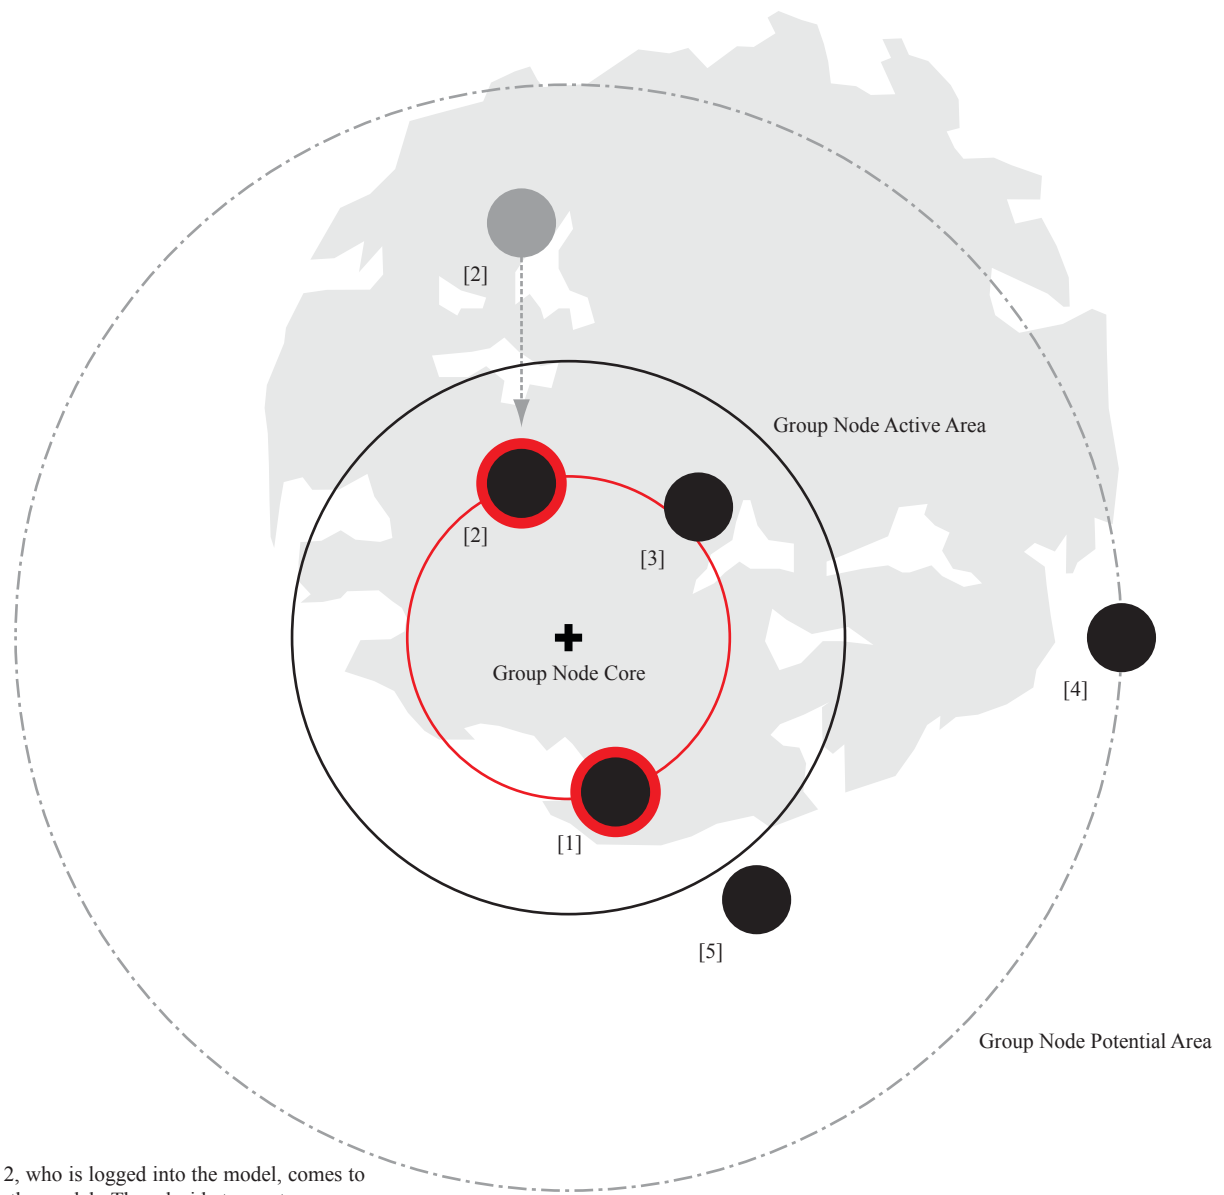 [2]
Group Node Active Area
[2]
[3]
Group Node Core
[4]
[1]
[5]
Group Node Potential Area
2, who is logged into the model, comes to